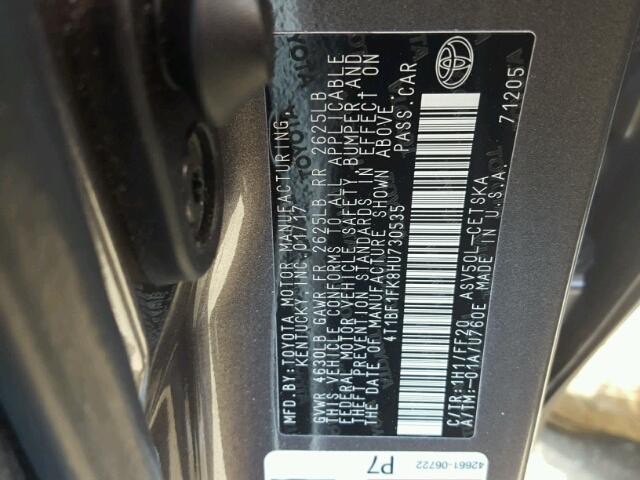 MFD.BY:TOYOTA MOTOR MANUFACTURING,
KENTUCKY,INC. 01/17
GVWR 4630LB GAWR FR 2625LB RR 2625LB
THIS VEHICLE CONFORMS TO ALL APPLICABLE
FEDERAL MOTOR VEHICLE SAFETY, BUMPER AND
THEFT PREVENTION STANDARDS IN EFFECT ON
THE DATE OF MANUFACTURE SHOWN ABOVE.
4T1BF1FK3HU730535 PASS.CAR
C/TR:1H1/FF20 ASV50L-CETSKA
A/TM:-01A/U760E MADE IN U.S.A. 71205
42661-06722
P7